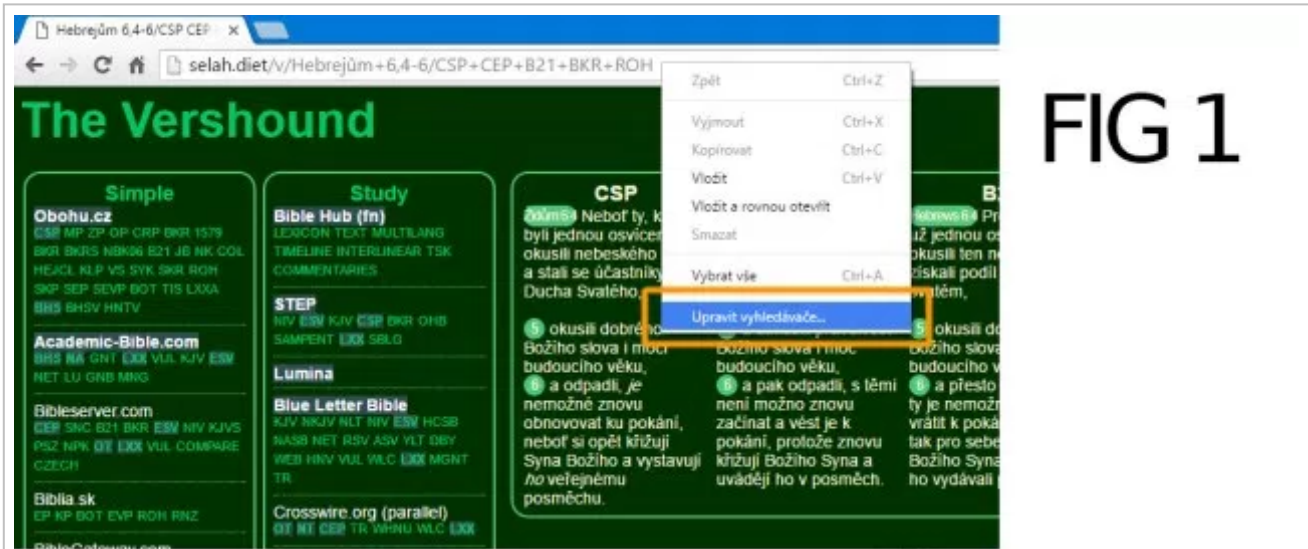 Hebrejům 6,4-6/CSP CEP
selah.diet/v/Hebrejům+6,4-6/CSP+CEP+B21+BKR+ROH
Zpět Ctrl+Z
Vyjmout Ctrl+X
Kopírovat Ctrl+C
Vložit Ctrl+V
Vložit a rovnou otevřít
Smazat
Vybrat vše Ctrl+A
Upravit vyhledávače...
FIG 1
The Vershound
Simple
Obohu.cz
CSP MP ZP OP CRP BKR 1579
BKR BKRS NBK06 B21 JB NK COL
HEJCL KLP VS SYK SKR ROH
SKP SEP SEVP BOT TIS LXXA
BHS BHSV HNTV
Academic-Bible.com
BHS NA GNT LXX VUL KJV ESV
NET LU GNB MNG
Bibleserver.com
CEP SNC B21 BKR ESV NIV KJVS
PSZ NPK OT LXX VUL COMPARE
CZECH
Biblia.sk
EP KP BOT EVP ROH RNZ
BibleGateway.com
Study
Bible Hub (fn)
LEXICON TEXT MULTILANG
TIMELINE INTERLINEAR TSK
COMMENTARIES
STEP
NIV ESV KJV CSP BKR OHB
SAMPENT LXX SBLG
Lumina
Blue Letter Bible
KJV NKJV NLT NIV ESV HCSB
NASB NET RSV ASV YLT DBY
WEB HNV VUL WLC LXX MGNT
TR
Crosswire.org (parallel)
OT NT CEP TR WHNU WLC LXX
CSP
Židům 6 4 Neboť ty, k
byli jednou osvícen
okusili nebeského
a stali se účastníky
Ducha Svatého,
5 okusili dobrého
Božího slova i moci
budoucího věku,
6 a odpadli, je
nemožné znovu
obnovovat ku pokání,
neboť si opět křižují
Syna Božího a vystavují
ho veřejnému
posměchu.
Božího slova i moc
budoucího věku,
6 a pak odpadli, s těmi
není možno znovu
začínat a vést je k
pokání, protože znovu
křižují Božího Syna a
uvádějí ho v posměch.
B
Hebrews 6 4 Pr
už jednou os
okusili ten n
získali podíl
svatém,
5 okusili do
Božího slova
budoucího v
6 a přesto
ty je nemožn
vrátit k poká
tak pro sebe
Božího Syna
ho vydávali